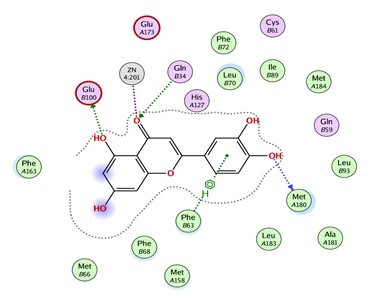 Glu
A173
Cys
B61
Phe
B72
ZN
4:201
Gln
B34
Leu
B70
Ile
B89
Met
A184
Glu
B100
His
A127
O
OH
Gln
B59
HO
OH
Phe
A163
O
Leu
B93
H
HO
Phe
B63
Met
A180
Phe
B68
Leu
A183
Ala
A181
Met
B66
Met
A158